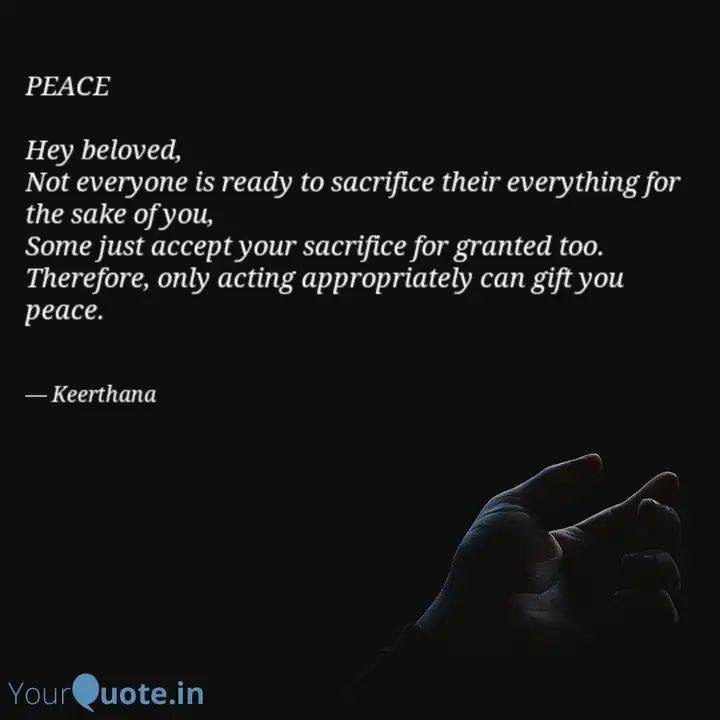 PEACE
Hey beloved,
Not everyone is ready to sacrifice their everything for
the sake of you,
Some just accept your sacrifice for granted too.
Therefore, only acting appropriately can gift you
peace.
— Keerthana
YourQuote.in